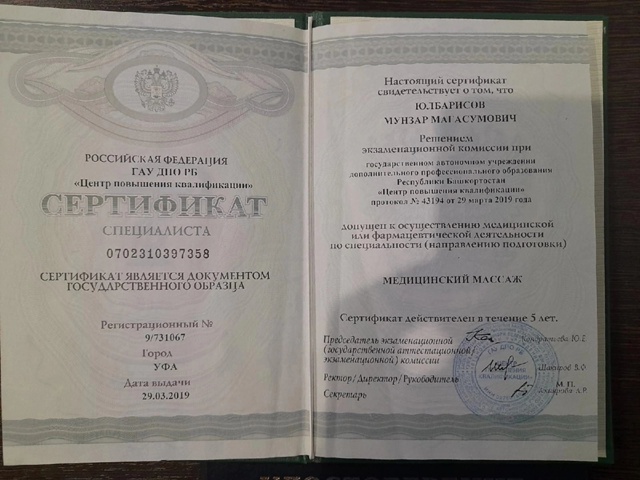 РОССИЙСКАЯ ФЕДЕРАЦИЯ
ГАУ ДПО РБ
«Центр повышения квалификации»
СЕРТИФИКАТ
СПЕЦИАЛИСТА
0702310397358
СЕРТИФИКАТ ЯВЛЯЕТСЯ ДОКУМЕНТОМ
ГОСУДАРСТВЕННОГО ОБРАЗЦА
Регистрационный №
9/731067
Город
УФА
Дата выдачи
29.03.2019
Настоящий сертификат
свидетельствует о том, что
ЮЛБАРИСОВ
МУНЗАР МАГАСУМОВИЧ
Решением
экзаменационной комиссии при
государственном автономном учреждении
дополнительного профессионального образования
Республики Башкортостан
«Центр повышения квалификации»
протокол № 43194 от 29 марта 2019 года
допущен к осуществлению медицинской
или фармацевтической деятельности
по специальности (направлению подготовки)
МЕДИЦИНСКИЙ МАССАЖ
Сертификат действителен в течение 5 лет.
Председатель экзаменационной
(государственной аттестационной/
экзаменационной) комиссии
Ректор/Директор/Руководитель
М. П.
Секретарь